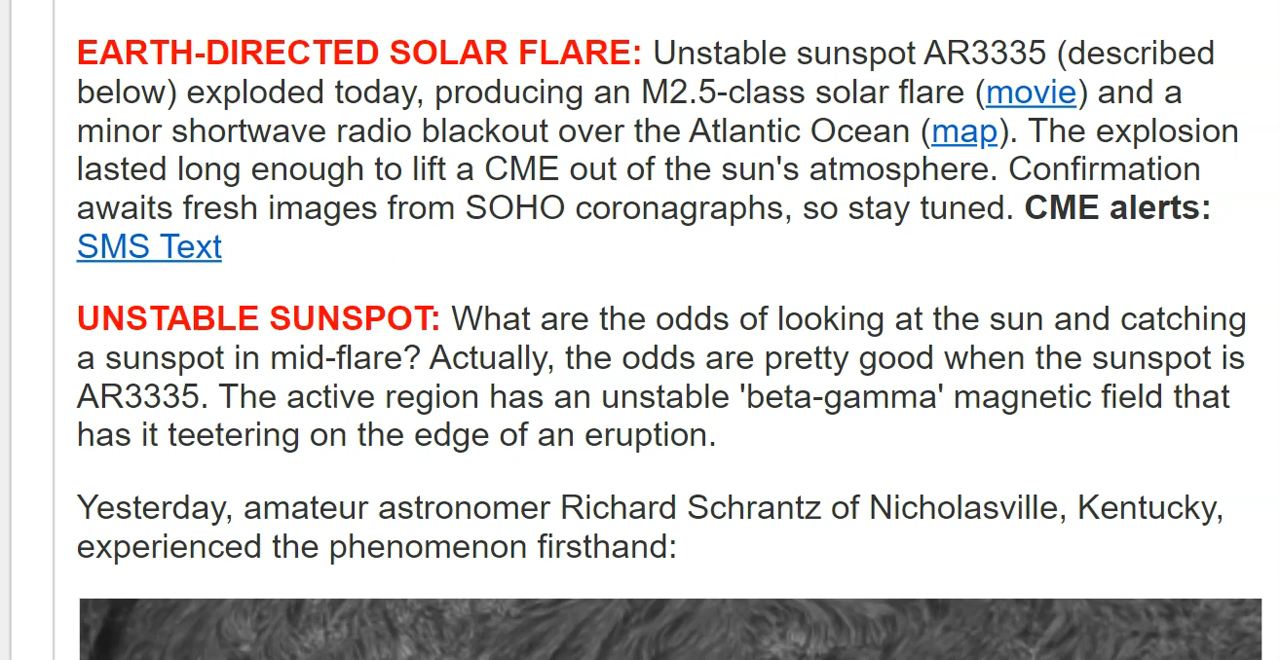 EARTH-DIRECTED SOLAR FLARE: Unstable sunspot AR3335 (described
below) exploded today, producing an M2.5-class solar flare (movie) and a
minor shortwave radio blackout over the Atlantic Ocean (map). The explosion
lasted long enough to lift a CME out of the sun's atmosphere. Confirmation
awaits fresh images from SOHO coronagraphs, so stay tuned. CME alerts:
SMS Text
UNSTABLE SUNSPOT: What are the odds of looking at the sun and catching
a sunspot in mid-flare? Actually, the odds are pretty good when the sunspot is
AR3335. The active region has an unstable 'beta-gamma' magnetic field that
has it teetering on the edge of an eruption.
Yesterday, amateur astronomer Richard Schrantz of Nicholasville, Kentucky,
experienced the phenomenon firsthand: